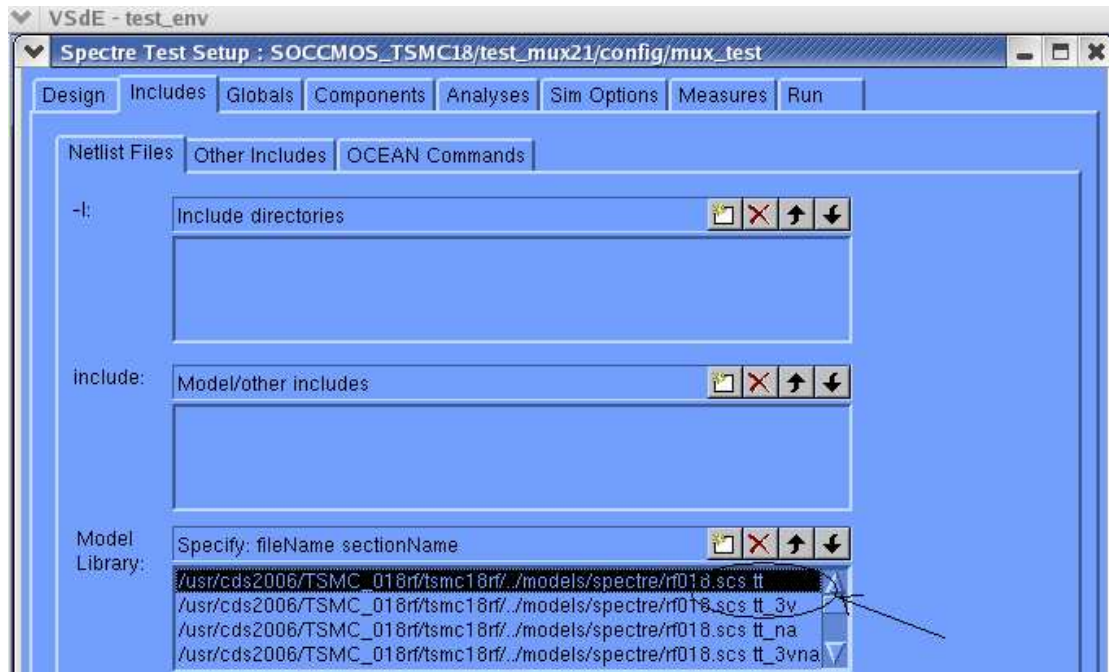 VSdE - test_env
Spectre Test Setup : SOCCMOS_TSMC18/test_mux21/config/mux_test
Design Includes Globals Components Analyses Sim Options Measures Run
Netlist Files Other Includes OCEAN Commands
-I: Include directories
include: Model/other includes
Model Library: Specify: fileName sectionName
/usr/cds2006/TSMC_018rf/tsmc18rf/../models/spectre/rf018.scs tt
/usr/cds2006/TSMC_018rf/tsmc18rf/../models/spectre/rf018.scs tt_3v
/usr/cds2006/TSMC_018rf/tsmc18rf/../models/spectre/rf018.scs tt_na
/usr/cds2006/TSMC_018rf/tsmc18rf/../models/spectre/rf018.scs tt_3vna